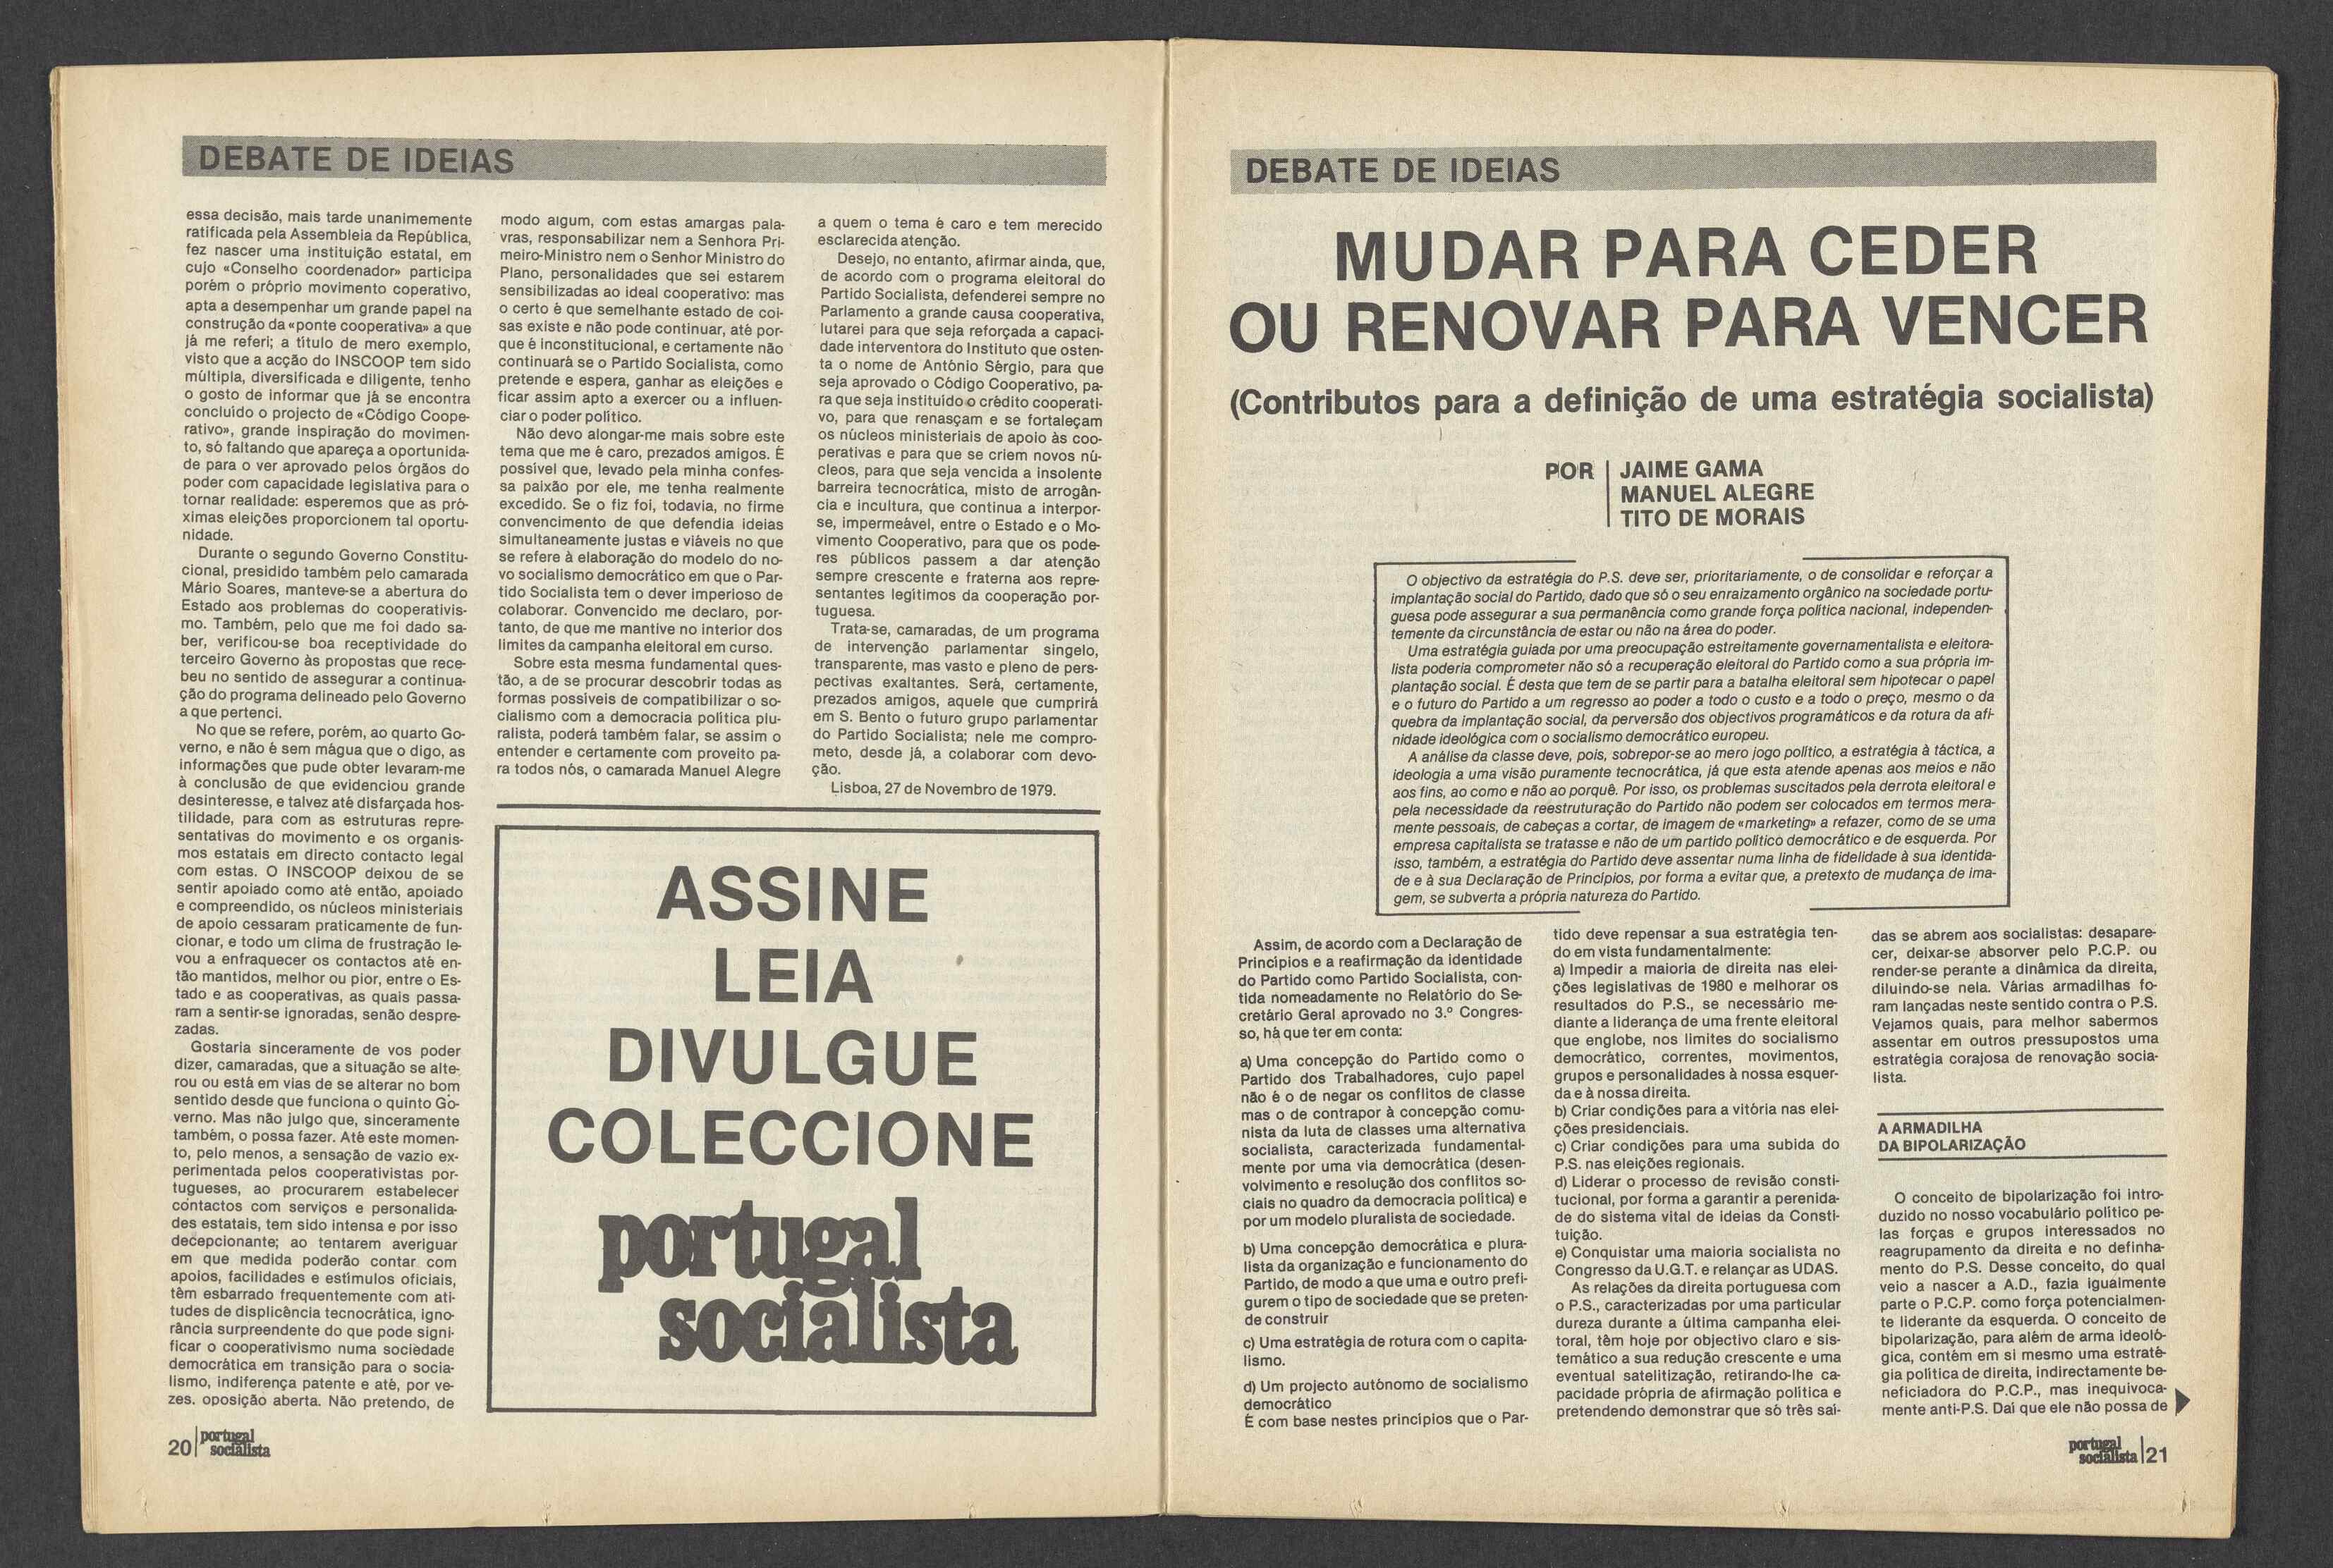 DEBATE DE IDEIAS
essa decisão, mais tarde unanimemente
ratificada pela Assembleia da República,
fez nascer uma instituição estatal, em
cujo «Conselho coordenador» participa
porém o próprio movimento coperativo,
apta a desempenhar um grande papel na
construção da «ponte cooperativa» a que
já me referi; a título de mero exemplo,
visto que a acção do INSCOOP tem sido
múltipla, diversificada e diligente, tenho
o gosto de informar que já se encontra
concluído o projecto de «Código Coope-
rativo», grande inspiração do movimen-
to, só faltando que apareça a oportunida-
de para o ver aprovado pelos órgãos do
poder com capacidade legislativa para o
tornar realidade: esperemos que as pró-
ximas eleições proporcionem tal oportu-
nidade.
Durante o segundo Governo Constitu-
cional, presidido também pelo camarada
Mário Soares, manteve-se a abertura do
Estado aos problemas do cooperativis-
mo. Também, pelo que me foi dado sa-
ber, verificou-se boa receptividade do
terceiro Governo às propostas que rece-
beu no sentido de assegurar a continua-
ção do programa delineado pelo Governo
a que pertenci.
No que se refere, porém, ao quarto Go-
verno, e não é sem mágua que o digo, as
informações que pude obter levaram-me
à conclusão de que evidenciou grande
desinteresse, e talvez até disfarçada hos-
tilidade, para com as estruturas repre-
sentativas do movimento e os organis-
mos estatais em directo contacto legal
com estas. O INSCOOP deixou de se
sentir apoiado como até então, apoiado
e compreendido, os núcleos ministeriais
de apoio cessaram praticamente de fun-
cionar, e todo um clima de frustração le-
vou a enfraquecer os contactos até en-
tão mantidos, melhor ou pior, entre o Es-
tado e as cooperativas, as quais passa-
ram a sentir-se ignoradas, senão despre-
zadas.
Gostaria sinceramente de vos poder
dizer, camaradas, que a situação se alte-
rou ou está em vias de se alterar no bom
sentido desde que funciona o quinto Go-
verno. Mas não julgo que, sinceramente
também, o possa fazer. Até este momen-
to, pelo menos, a sensação de vazio ex-
perimentada pelos cooperativistas por-
tugueses, ao procurarem estabelecer
contactos com serviços e personalida-
des estatais, tem sido intensa e por isso
decepcionante; ao tentarem averiguar
em que medida poderão contar com
apoios, facilidades e estímulos oficiais,
têm esbarrado frequentemente com ati-
tudes de displicência tecnocrática, igno-
rância surpreendente do que pode signi-
ficar o cooperativismo numa sociedade
democrática em transição para o socia-
lismo, indiferença patente e até, por ve-
zes. oposição aberta. Não pretendo, de
modo algum, com estas amargas pala-
vras, responsabilizar nem a Senhora Pri-
meiro-Ministro nem o Senhor Ministro do
Plano, personalidades que sei estarem
sensibilizadas ao ideal cooperativo: mas
o certo é que semelhante estado de coi-
sas existe e não pode continuar, até por-
que é inconstitucional, e certamente não
continuará se o Partido Socialista, como
pretende e espera, ganhar as eleições e
ficar assim apto a exercer ou a influen-
ciar o poder político.
Não devo alongar-me mais sobre este
tema que me é caro, prezados amigos. É
possível que, levado pela minha confes-
sa paixão por ele, me tenha realmente
excedido. Se o fiz foi, todavia, no firme
convencimento de que defendia ideias
simultaneamente justas e viáveis no que
se refere à elaboração do modelo do no-
vo socialismo democrático em que o Par-
tido Socialista tem o dever imperioso de
colaborar. Convencido me declaro, por-
tanto, de que me mantive no interior dos
limites da campanha eleitoral em curso.
Sobre esta mesma fundamental ques-
tão, a de se procurar descobrir todas as
formas possíveis de compatibilizar o so-
cialismo com a democracia política plu-
ralista, poderá também falar, se assim o
entender e certamente com proveito pa-
ra todos nós, o camarada Manuel Alegre
a quem o tema é caro e tem merecido
esclarecida atenção.
Desejo, no entanto, afirmar ainda, que,
de acordo com o programa eleitoral do
Partido Socialista, defenderei sempre no
Parlamento a grande causa cooperativa,
lutarei para que seja reforçada a capaci-
dade interventora do Instituto que osten-
ta o nome de António Sérgio, para que
seja aprovado o Código Cooperativo, pa-
ra que seja instituído o crédito cooperati-
vo, para que renasçam e se fortaleçam
os núcleos ministeriais de apoio às coo-
perativas e para que se criem novos nú-
cleos, para que seja vencida a insolente
barreira tecnocrática, misto de arrogân-
cia e incultura, que continua a interpor-
se, impermeável, entre o Estado e o Mo-
vimento Cooperativo, para que os pode-
res públicos passem a dar atenção
sempre crescente e fraterna aos repre-
sentantes legítimos da cooperação por-
tuguesa.
Trata-se, camaradas, de um programa
de intervenção parlamentar singelo,
transparente, mas vasto e pleno de pers-
pectivas exaltantes. Será, certamente,
prezados amigos, aquele que cumprirá
em S. Bento o futuro grupo parlamentar
do Partido Socialista; nele me compro-
meto, desde já, a colaborar com devo-
ção.
Lisboa, 27 de Novembro de 1979.
ASSINE
LEIA
DIVULGUE
COLECCIONE
portugal
socialista
20 portugal
socialista
DEBATE DE IDEIAS
MUDAR PARA CEDER
OU RENOVAR PARA VENCER
(Contributos para a definição de uma estratégia socialista)
POR JAIME GAMA
MANUEL ALEGRE
TITO DE MORAIS
O objectivo da estratégia do P.S. deve ser, prioritariamente, o de consolidar e reforçar a
implantação social do Partido, dado que só o seu enraizamento orgânico na sociedade portu-
guesa pode assegurar a sua permanência como grande força política nacional, independen-
temente da circunstância de estar ou não na área do poder.
Uma estratégia guiada por uma preocupação estreitamente governamentalista e eleitora-
lista poderia comprometer não só a recuperação eleitoral do Partido como a sua própria im-
plantação social. É desta que tem de se partir para a batalha eleitoral sem hipotecar o papel
e o futuro do Partido a um regresso ao poder a todo o custo e a todo o preço, mesmo o da
quebra da implantação social, da perversão dos objectivos programáticos e da rotura da afi-
nidade ideológica com o socialismo democrático europeu.
A análise da classe deve, pois, sobrepor-se ao mero jogo político, a estratégia à táctica, a
ideologia a uma visão puramente tecnocrática, já que esta atende apenas aos meios e não
aos fins, ao como e não ao porquê. Por isso, os problemas suscitados pela derrota eleitoral e
pela necessidade da reestruturação do Partido não podem ser colocados em termos mera-
mente pessoais, de cabeças a cortar, de imagem de «marketing» a refazer, como de se uma
empresa capitalista se tratasse e não de um partido político democrático e de esquerda. Por
isso, também, a estratégia do Partido deve assentar numa linha de fidelidade à sua identida-
de e à sua Declaração de Princípios, por forma a evitar que, a pretexto de mudança de ima-
gem, se subverta a própria natureza do Partido.
Assim, de acordo com a Declaração de
Princípios e a reafirmação da identidade
do Partido como Partido Socialista, con-
tida nomeadamente no Relatório do Se-
cretário Geral aprovado no 3.º Congres-
so, há que ter em conta:
a) Uma concepção do Partido como o
Partido dos Trabalhadores, cujo papel
não é o de negar os conflitos de classe
mas o de contrapor à concepção comu-
nista da luta de classes uma alternativa
socialista, caracterizada fundamental-
mente por uma via democrática (desen-
volvimento e resolução dos conflitos so-
ciais no quadro da democracia política) e
por um modelo pluralista de sociedade.
b) Uma concepção democrática e plura-
lista da organização e funcionamento do
Partido, de modo a que uma e outro prefi-
gurem o tipo de sociedade que se preten-
de construir
c) Uma estratégia de rotura com o capita-
lismo.
d) Um projecto autónomo de socialismo
democrático
É com base nestes princípios que o Par-
tido deve repensar a sua estratégia ten-
do em vista fundamentalmente:
a) Impedir a maioria de direita nas elei-
ções legislativas de 1980 e melhorar os
resultados do P.S., se necessário me-
diante a liderança de uma frente eleitoral
que englobe, nos limites do socialismo
democrático, correntes, movimentos,
grupos e personalidades à nossa esquer-
da e à nossa direita.
b) Criar condições para a vitória nas elei-
ções presidenciais.
c) Criar condições para uma subida do
P.S. nas eleições regionais.
d) Liderar o processo de revisão consti-
tucional, por forma a garantir a perenida-
de do sistema vital de ideias da Consti-
tuição.
e) Conquistar uma maioria socialista no
Congresso da U.G.T. e relançar as UDAS.
As relações da direita portuguesa com
o P.S., caracterizadas por uma particular
dureza durante a última campanha elei-
toral, têm hoje por objectivo claro e sis-
temático a sua redução crescente e uma
eventual satelitização, retirando-lhe ca-
pacidade própria de afirmação política e
pretendendo demonstrar que só três saí-
das se abrem aos socialistas: desapare-
cer, deixar-se absorver pelo P.C.P. ou
render-se perante a dinâmica da direita,
diluindo-se nela. Várias armadilhas fo-
ram lançadas neste sentido contra o P.S.
Vejamos quais, para melhor sabermos
assentar em outros pressupostos uma
estratégia corajosa de renovação socia-
lista.
A ARMADILHA
DA BIPOLARIZAÇÃO
O conceito de bipolarização foi intro-
duzido no nosso vocabulário político pe-
las forças e grupos interessados no
reagrupamento da direita e no definha-
mento do P.S. Desse conceito, do qual
veio a nascer a A.D., fazia igualmente
parte o P.C.P. como força potencialmen-
te liderante da esquerda. O conceito de
bipolarização, para além de arma ideoló-
gica, contém em si mesmo uma estraté-
gia política de direita, indirectamente be-
neficiadora do P.C.P., mas inequivoca-
mente anti-P.S. Daí que ele não possa de
portugal
socialista 21